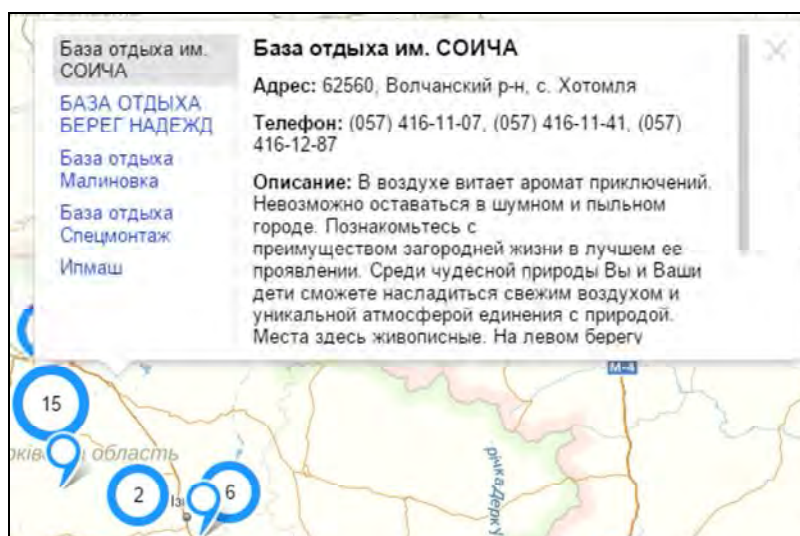 База отдыха им.
СОИЧА
БАЗА ОТДЫХА
БЕРЕГ НАДЕЖД
База отдыха
Малиновка
База отдыха
Спецмонтаж
Ипмаш
База отдыха им. СОИЧА
Адрес: 62560, Волчанский р-н, с. Хотомля
Телефон: (057) 416-11-07, (057) 416-11-41, (057)
416-12-87
Описание: В воздухе витает аромат приключений.
Невозможно оставаться в шумном и пыльном
городе. Познакомьтесь с
преимуществом загородней жизни в лучшем ее
проявлении. Среди чудесной природы Вы и Ваши
дети сможете насладиться свежим воздухом и
уникальной атмосферой единения с природой.
Места здесь живописные. На левом берегу
М-4
15
область
2
6
річка Дерку